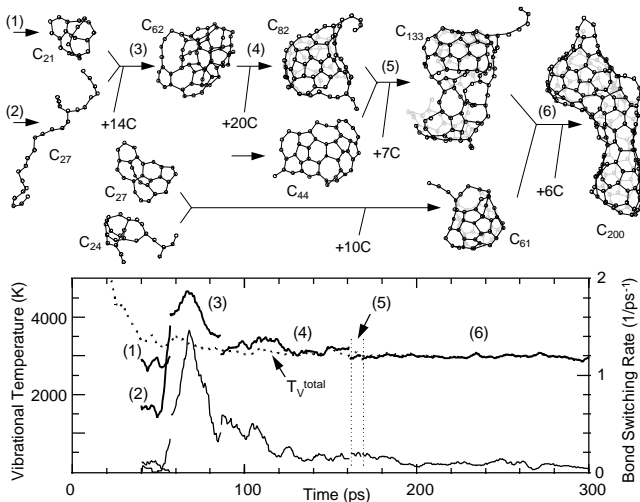 (1)
C21
C62
(3)
(4)
C82
C133
(5)
(2)
C27
+14C
+20C
+7C
(6)
C27
C44
+6C
C24
+10C
C61
C200
Vibrational Temperature (K)
4000
2000
0
(1)
(2)
(3)
(4)
(5)
(6)
TVtotal
2
1
0
Bond Switching Rate (1/ps-1)
0 100 200 300
Time (ps)